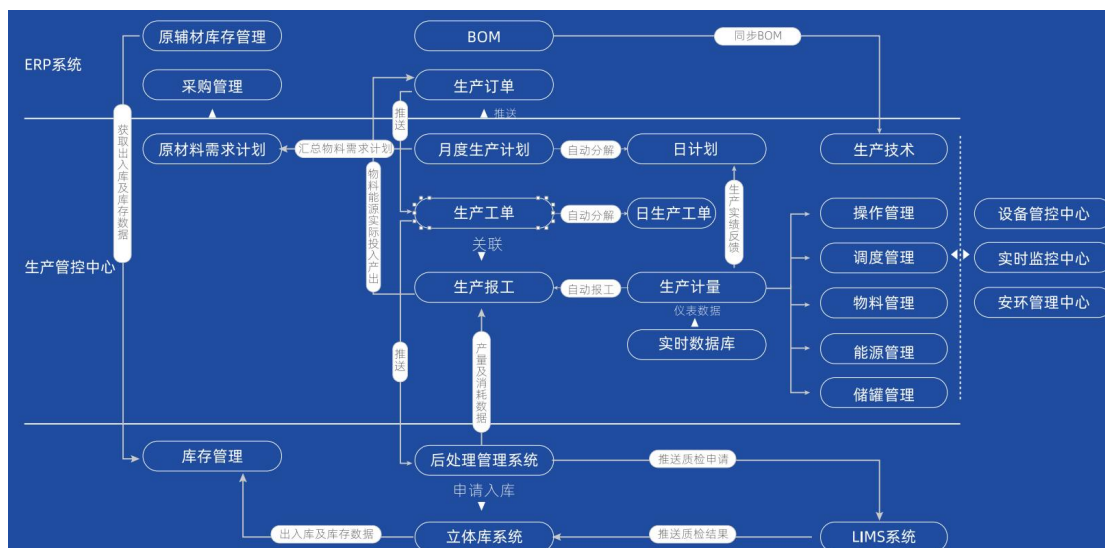 原辅材库存管理
BOM
同步BOM
ERP系统
采购管理
生产订单
推送
推送
获取出入库及库存数据
原材料需求计划
汇总物料需求计划
月度生产计划
自动分解
日计划
生产技术
物料能源实际投入产出
生产实绩反馈
生产工单
自动分解
日生产工单
操作管理
设备管控中心
关联
生产管控中心
调度管理
实时监控中心
生产报工
自动报工
生产计量
物料管理
安环管理中心
仪表数据
实时数据库
推送
产量及消耗数据
能源管理
储罐管理
库存管理
后处理管理系统
推送质检申请
申请入库
出入库及库存数据
立体库系统
推送质检结果
LIMS系统